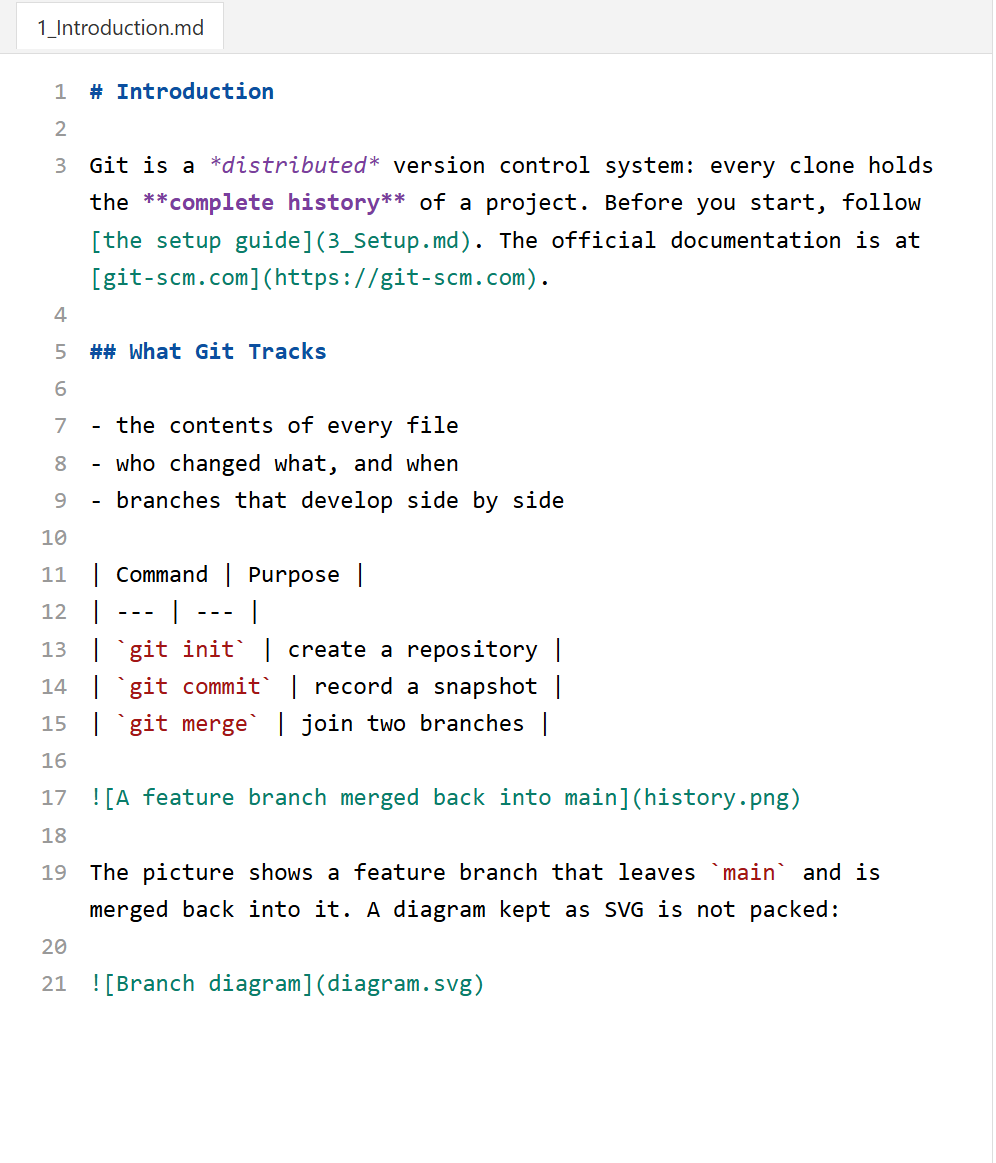 1_Introduction.md
1 # Introduction
2
3 Git is a *distributed* version control system: every clone holds
the **complete history** of a project. Before you start, follow
[the setup guide](3_Setup.md). The official documentation is at
[git-scm.com](https://git-scm.com).
4
5 ## What Git Tracks
6
7 - the contents of every file
8 - who changed what, and when
9 - branches that develop side by side
10
11 | Command | Purpose |
12 | --- | --- |
13 | `git init` | create a repository |
14 | `git commit` | record a snapshot |
15 | `git merge` | join two branches |
16
17 ![A feature branch merged back into main](history.png)
18
19 The picture shows a feature branch that leaves `main` and is
merged back into it. A diagram kept as SVG is not packed:
20
21 ![Branch diagram](diagram.svg)